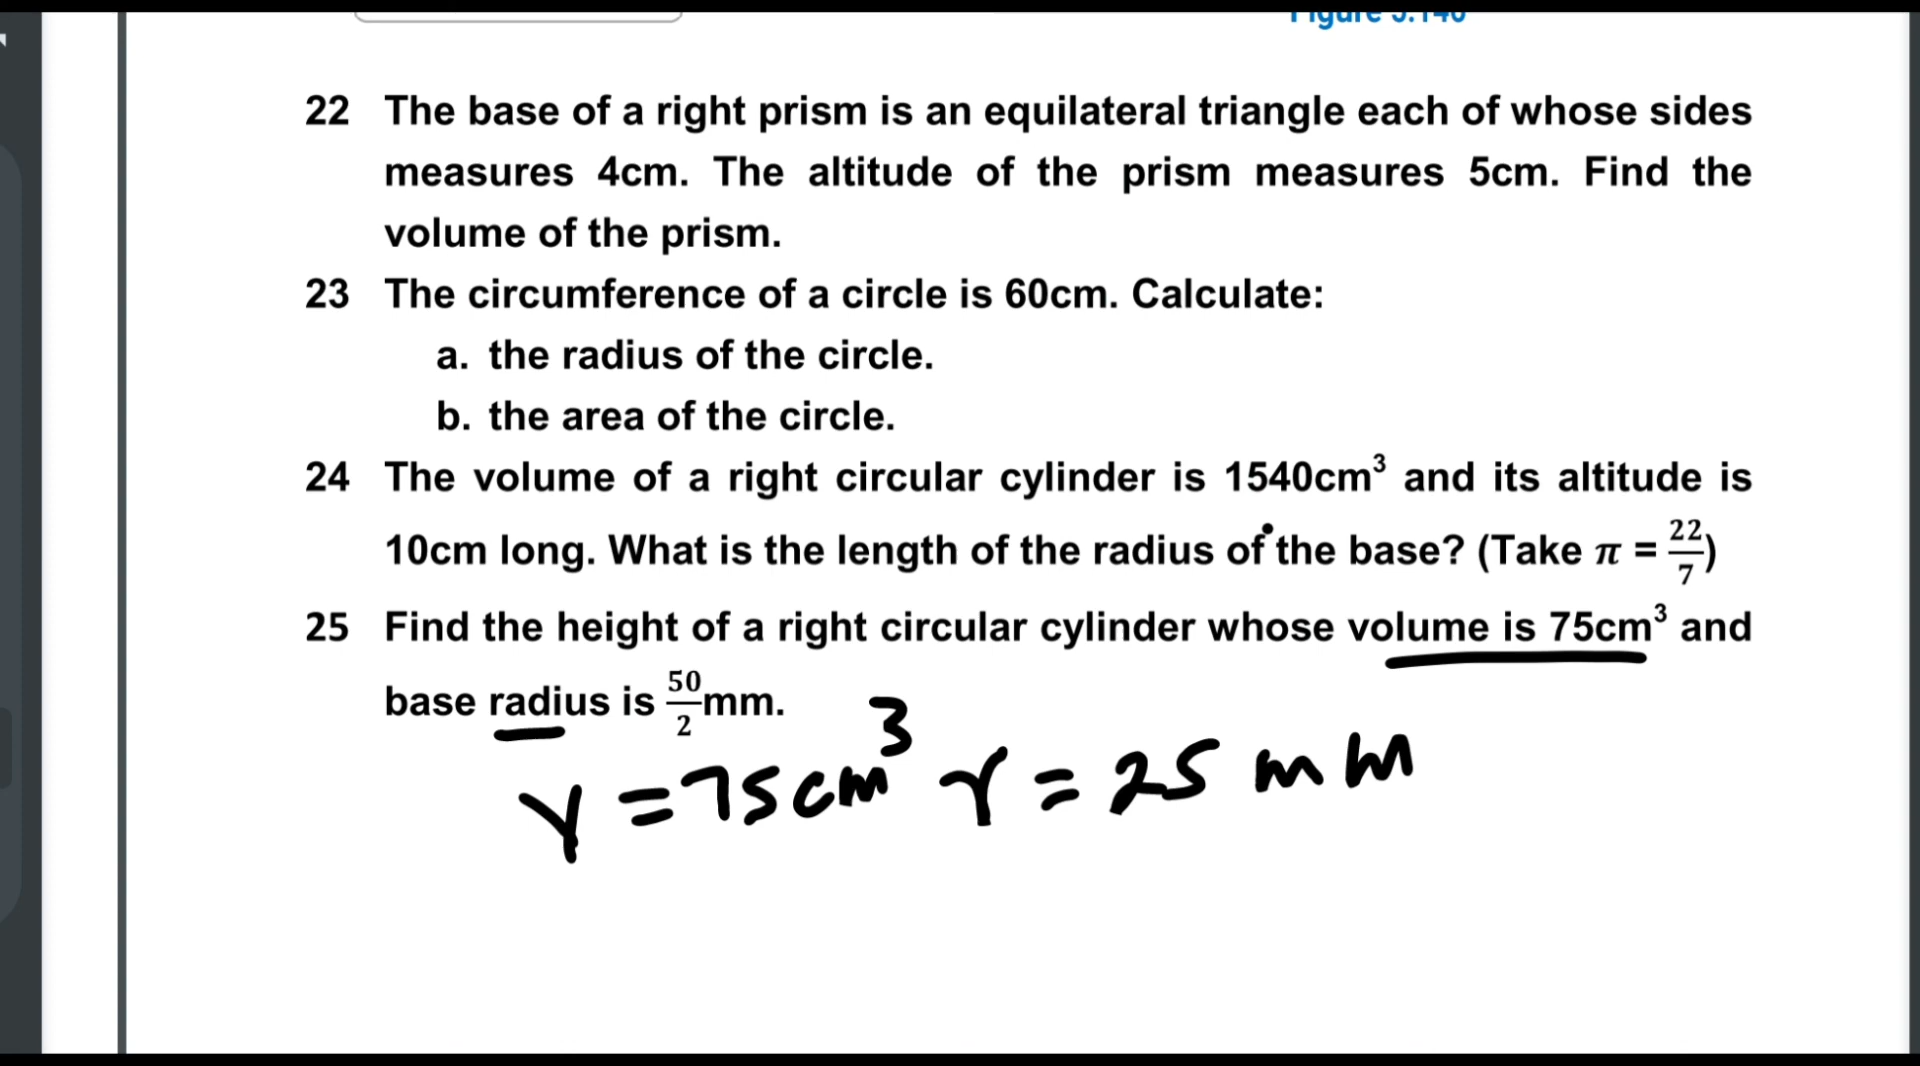 22 The base of a right prism is an equilateral triangle each of whose sides
measures 4cm. The altitude of the prism measures 5cm. Find the
volume of the prism.
23 The circumference of a circle is 60cm. Calculate:
a. the radius of the circle.
b. the area of the circle.
24 The volume of a right circular cylinder is 1540cm³ and its altitude is
10cm long. What is the length of the radius of the base? (Take π = 22/7)
25 Find the height of a right circular cylinder whose volume is 75cm³ and
base radius is 50/2 mm.
V = 75cm³ r = 25 mm